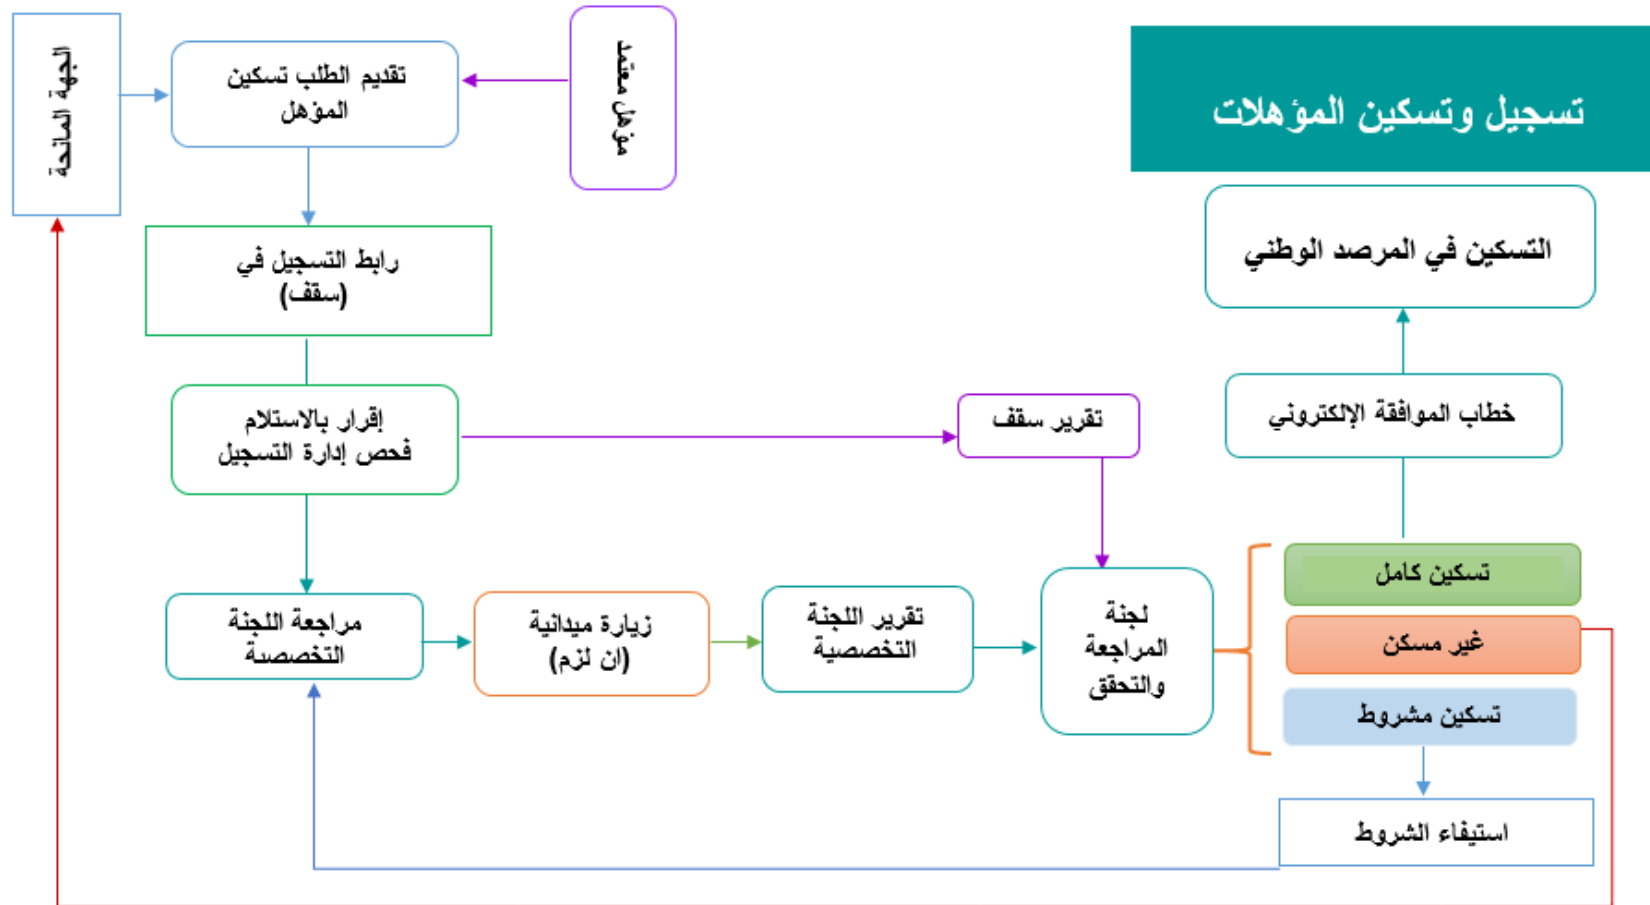 تسجيل وتسكين المؤهلات
الجهة المانحة
تقديم الطلب تسكين
المؤهل
مؤهل معتمد
رابط التسجيل في
(سقف)
إقرار بالاستلام
فحص إدارة التسجيل
تقرير سقف
مراجعة اللجنة
التخصصية
زيارة ميدانية
(ان لزم)
تقرير اللجنة
التخصصية
لجنة
المراجعة
والتحقق
تسكين كامل
غير مسكن
تسكين مشروط
استيفاء الشروط
خطاب الموافقة الإلكتروني
التسكين في المرصد الوطني